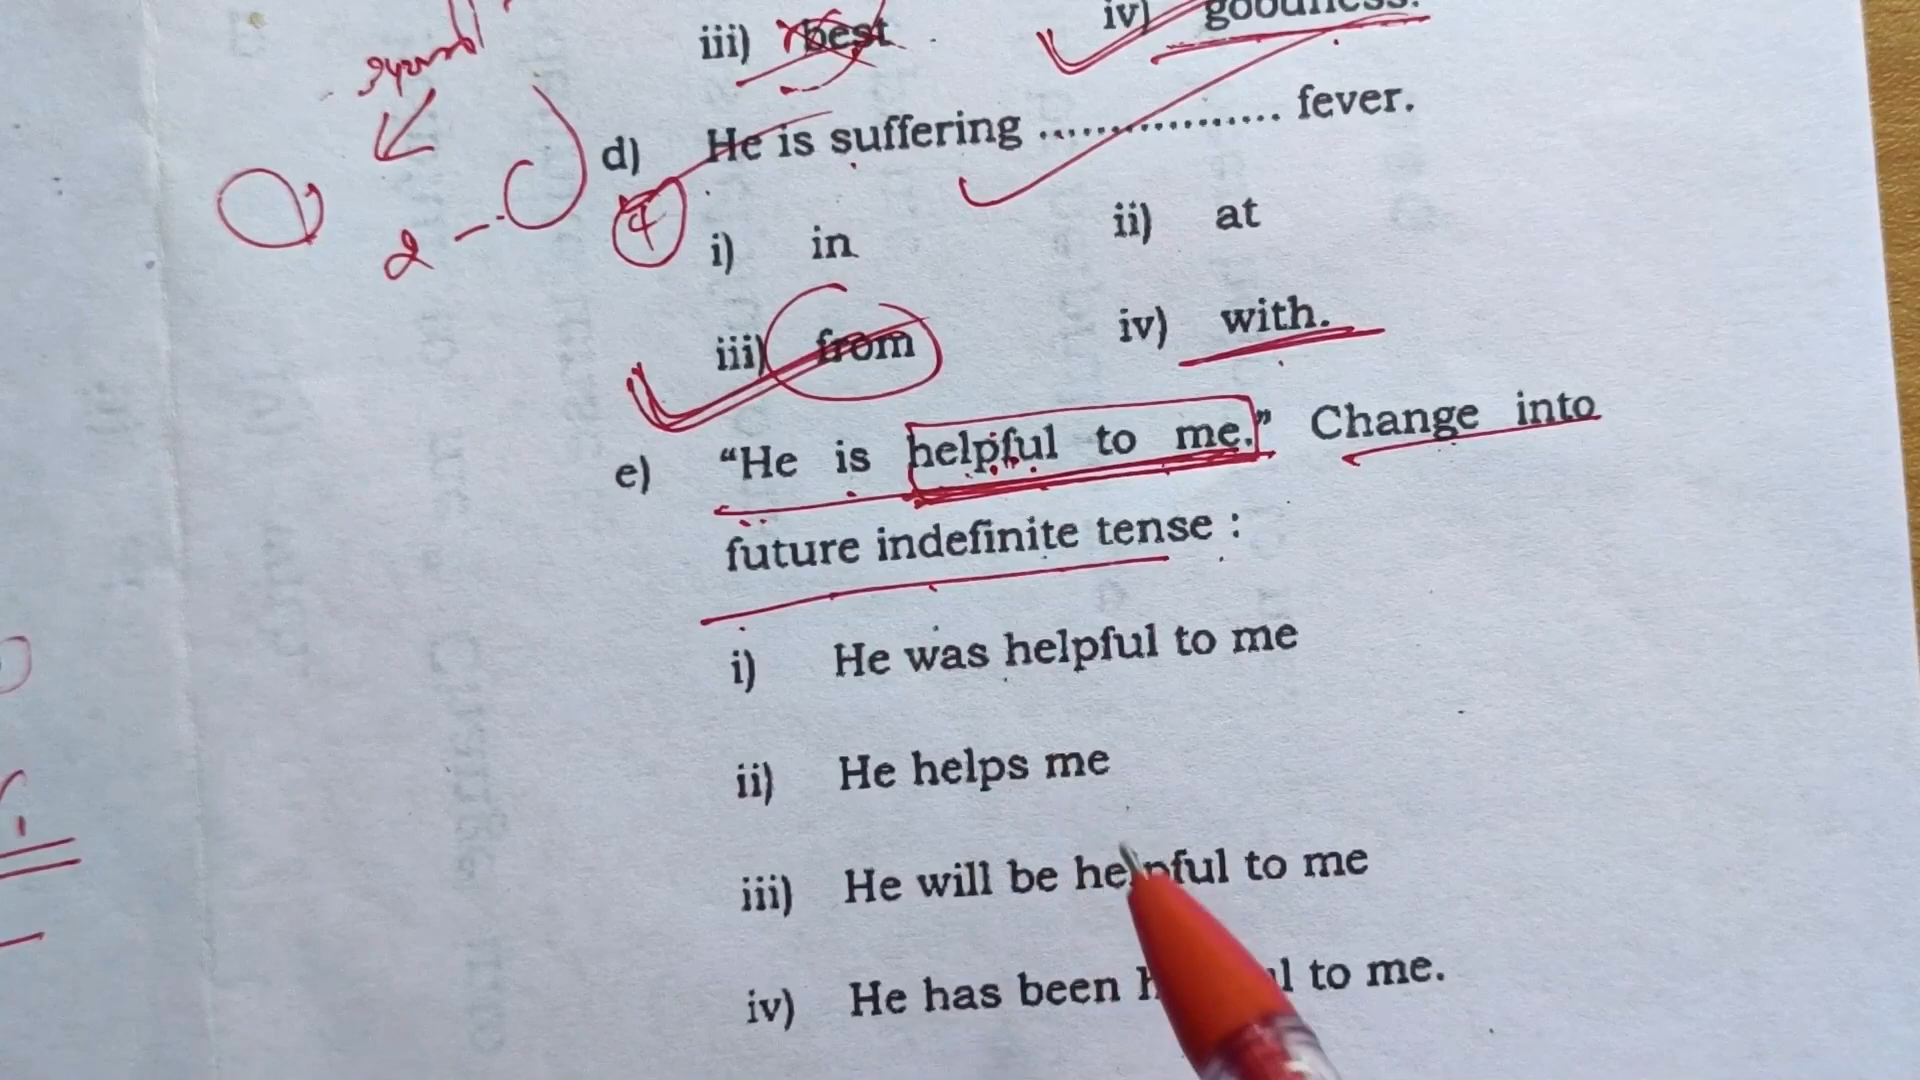 iii) best iv) goodness.
d) He is suffering ................. fever.
4
2 -
i) in ii) at
iii) from iv) with.
e) “He is helpful to me.” Change into
future indefinite tense :
i) He was helpful to me
ii) He helps me
iii) He will be helpful to me
iv) He has been to me.